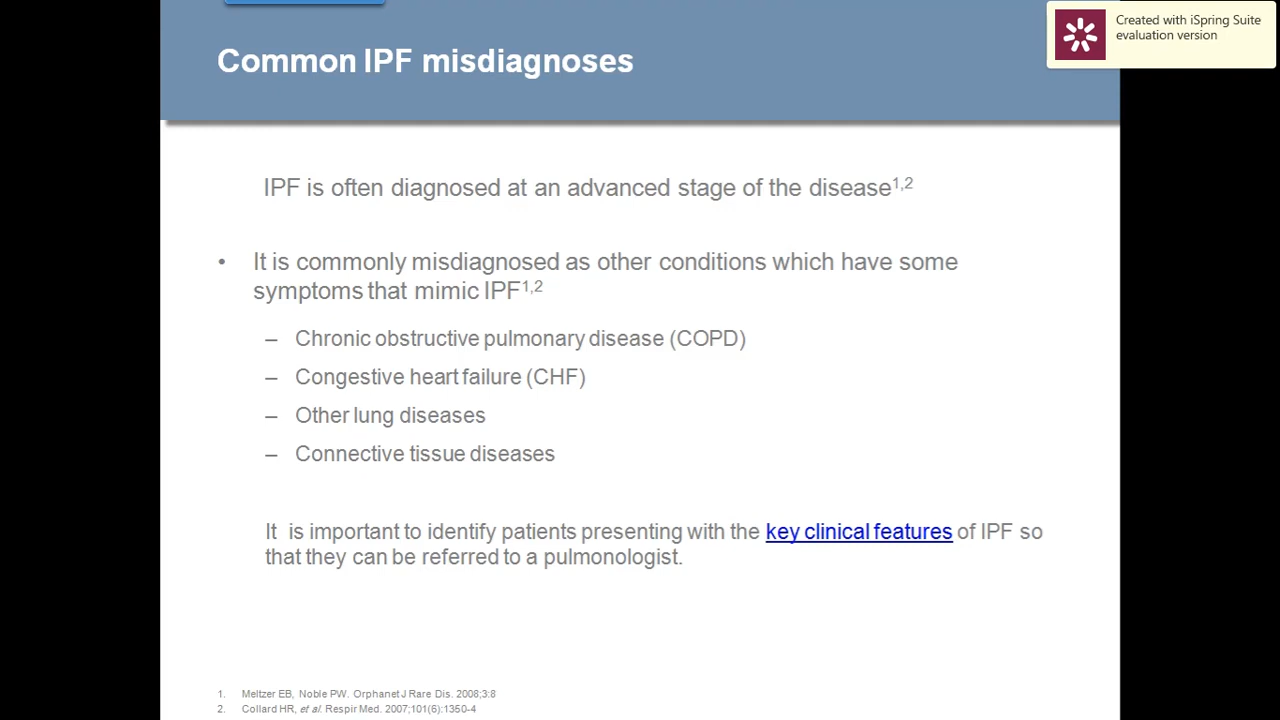 Created with iSpring Suite
evaluation version
Common IPF misdiagnoses
IPF is often diagnosed at an advanced stage of the disease1,2
• It is commonly misdiagnosed as other conditions which have some
symptoms that mimic IPF1,2
– Chronic obstructive pulmonary disease (COPD)
– Congestive heart failure (CHF)
– Other lung diseases
– Connective tissue diseases
It is important to identify patients presenting with the key clinical features of IPF so
that they can be referred to a pulmonologist.
1. Meltzer EB, Noble PW. Orphanet J Rare Dis. 2008;3:8
2. Collard HR, et al. Respir Med. 2007;101(6):1350-4